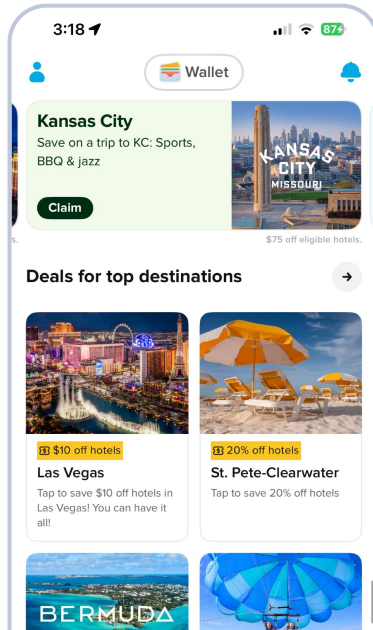 3:18
87
Wallet
Kansas City
Save on a trip to KC: Sports,
BBQ & jazz
Claim
KANSAS
CITY
MISSOURI
s.
$75 off eligible hotels.
Deals for top destinations
$10 off hotels
20% off hotels
Las Vegas
St. Pete-Clearwater
Tap to save $10 off hotels in
Las Vegas! You can have it
all!
Tap to save 20% off hotels
BERMUDA